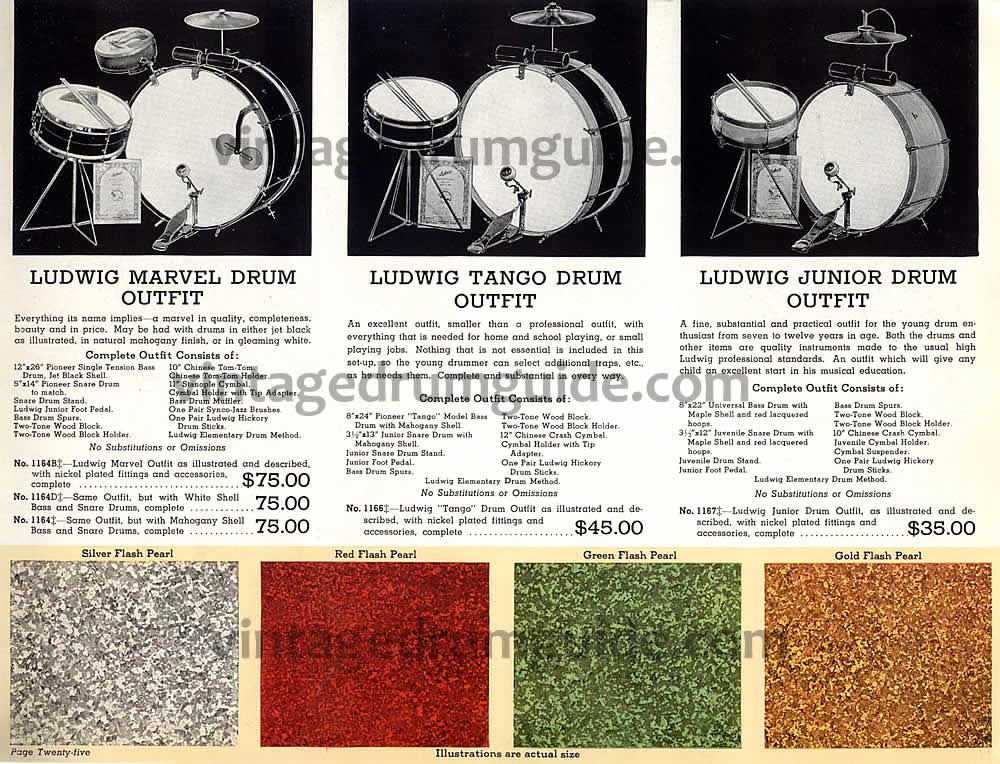 LUDWIG MARVEL DRUM
OUTFIT
Everything its name implies—a marvel in quality, completeness,
beauty and in price. May be had with drums in either jet black
as illustrated, in natural mahogany finish, or in gleaming white.
Complete Outfit Consists of:
12"x26" Pioneer Single Tension Bass
Drum, Jet Black Shell.
5"x14" Pioneer Snare Drum
to match.
Snare Drum Stand.
Ludwig Junior Foot Pedal.
Bass Drum Spurs.
Two-Tone Wood Block.
Two-Tone Wood Block Holder.
10" Chinese Tom-Tom.
Chinese Tom-Tom Holder.
11" Stanople Cymbal.
Cymbal Holder with Tip Adapter.
Bass Drum Muffler.
One Pair Synco-Jazz Brushes.
One Pair Ludwig Hickory
Drum Sticks.
Ludwig Elementary Drum Method.
No Substitutions or Omissions
No. 1164B‡—Ludwig Marvel Outfit as illustrated and described,
with nickel plated fittings and accessories,
complete ............... $75.00
No. 1164D‡—Same Outfit, but with White Shell
Bass and Snare Drums, complete ............. 75.00
No. 1164‡—Same Outfit, but with Mahogany Shell
Bass and Snare Drums, complete ............. 75.00
LUDWIG TANGO DRUM
OUTFIT
An excellent outfit, smaller than a professional outfit, with
everything that is needed for home and school playing, or small
playing jobs. Nothing that is not essential is included in this
set-up, so the young drummer can select additional traps, etc.,
as he needs them. Complete and substantial in every way.
Complete Outfit Consists of:
8"x24" Pioneer "Tango" Model Bass
Drum with Mahogany Shell.
3½"x13" Junior Snare Drum with
Mahogany Shell.
Junior Snare Drum Stand.
Junior Foot Pedal.
Bass Drum Spurs.
Two-Tone Wood Block.
Two-Tone Wood Block Holder.
12" Chinese Crash Cymbal.
Cymbal Holder with Tip
Adapter.
One Pair Ludwig Hickory
Drum Sticks.
Ludwig Elementary Drum Method.
No Substitutions or Omissions
No. 1166‡—Ludwig "Tango" Drum Outfit as illustrated and de-
scribed, with nickel plated fittings and
accessories, complete .................... $45.00
LUDWIG JUNIOR DRUM
OUTFIT
A fine, substantial and practical outfit for the young drum en-
thusiast from seven to twelve years in age. Both the drums and
other items are quality instruments made to the usual high
Ludwig professional standards. An outfit which will give any
child an excellent start in his musical education.
Complete Outfit Consists of:
8"x22" Universal Bass Drum with
Maple Shell and red lacquered
hoops.
3½"x12" Juvenile Snare Drum with
Maple Shell and red lacquered
hoops.
Juvenile Drum Stand.
Junior Foot Pedal.
Bass Drum Spurs.
Two-Tone Wood Block.
Two-Tone Wood Block Holder.
10" Chinese Crash Cymbal.
Juvenile Cymbal Holder.
Cymbal Suspender.
One Pair Ludwig Hickory
Drum Sticks.
Ludwig Elementary Drum Method.
No Substitutions or Omissions
No. 1167‡—Ludwig Junior Drum Outfit, as illustrated and de-
scribed, with nickel plated fittings and
accessories, complete .................... $35.00
Silver Flash Pearl
Red Flash Pearl
Green Flash Pearl
Gold Flash Pearl
Page Twenty-five
Illustrations are actual size
vintagedrumguide.com
vintagedrumguide.com
vintagedrumguide.com